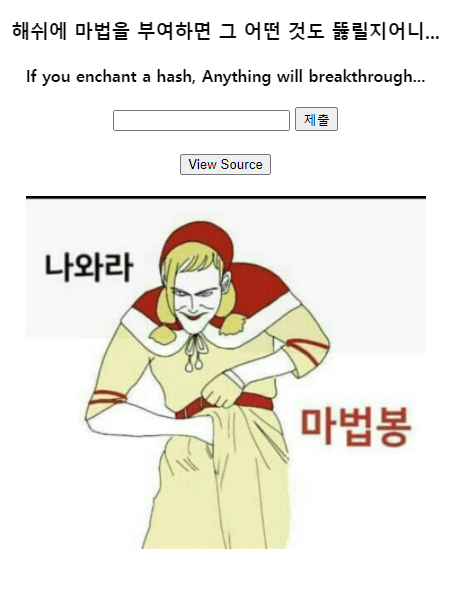 해쉬에 마법을 부여하면 그 어떤 것도 뚫릴지어니...
If you enchant a hash, Anything will breakthrough...
제출
View Source
나와라
마법봉